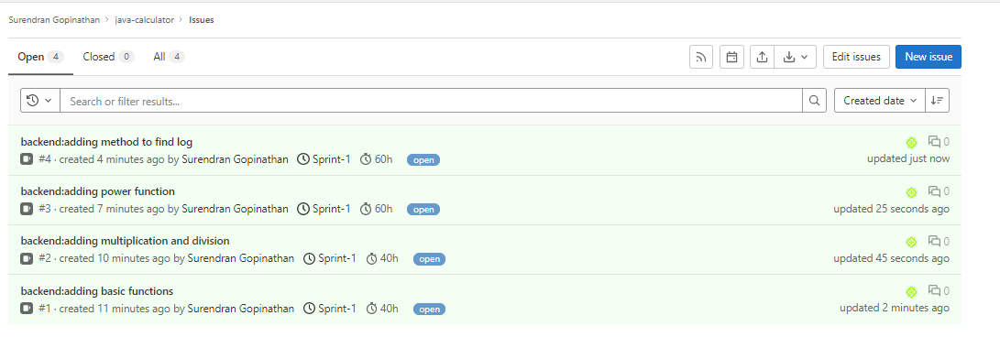 Surendran Gopinathan > java-calculator > Issues
Open 4 Closed 0 All 4 Edit issues New issue
Search or filter results... Created date
backend:adding method to find log 0
#4 · created 4 minutes ago by Surendran Gopinathan Sprint-1 60h open updated just now
backend:adding power function 0
#3 · created 7 minutes ago by Surendran Gopinathan Sprint-1 60h open updated 25 seconds ago
backend:adding multiplication and division 0
#2 · created 10 minutes ago by Surendran Gopinathan Sprint-1 40h open updated 45 seconds ago
backend:adding basic functions 0
#1 · created 11 minutes ago by Surendran Gopinathan Sprint-1 40h open updated 2 minutes ago